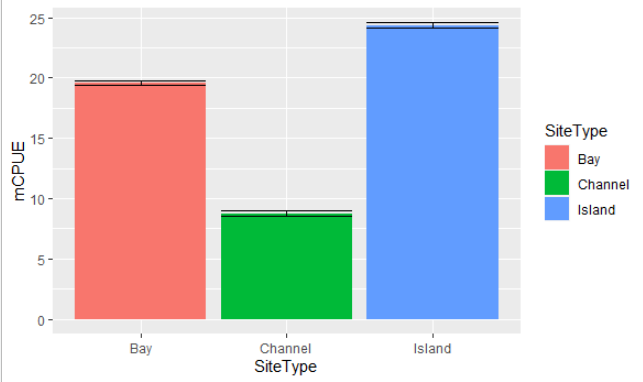 25
20
15
10
5
0
mCPUE
Bay Channel Island
SiteType
SiteType
Bay
Channel
Island